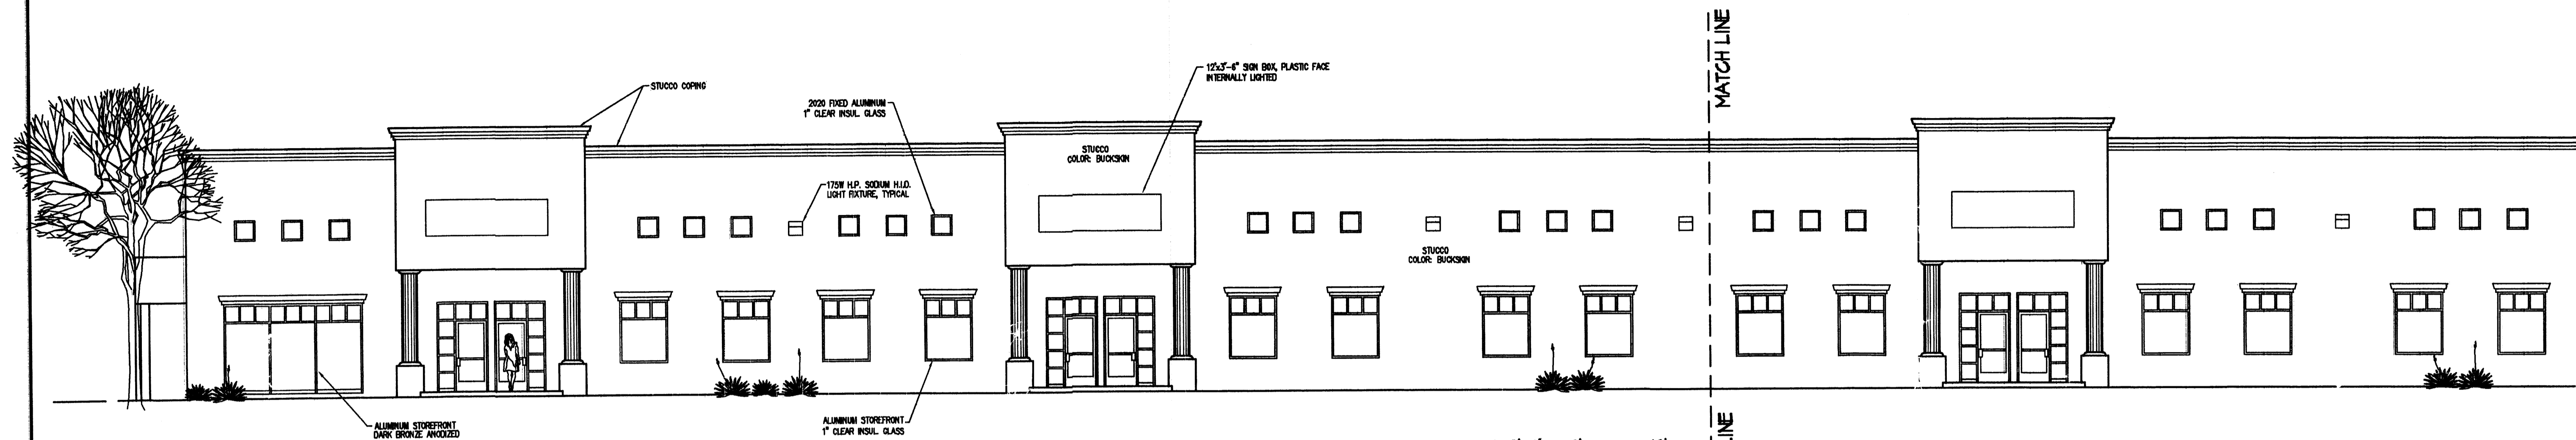 STUCCO COPING
2020 FIXED ALUMINUM
1" CLEAR INSUL. GLASS
12'x3'-6" SIGN BOX, PLASTIC FACE
INTERNALLY LIGHTED
MATCH LINE
STUCCO
COLOR: BUCKSKIN
175W H.P. SODIUM H.I.D.
LIGHT FIXTURE, TYPICAL
STUCCO
COLOR: BUCKSKIN
ALUMINUM STOREFRONT
DARK BRONZE ANODIZED
ALUMINUM STOREFRONT
1" CLEAR INSUL. GLASS
LINE